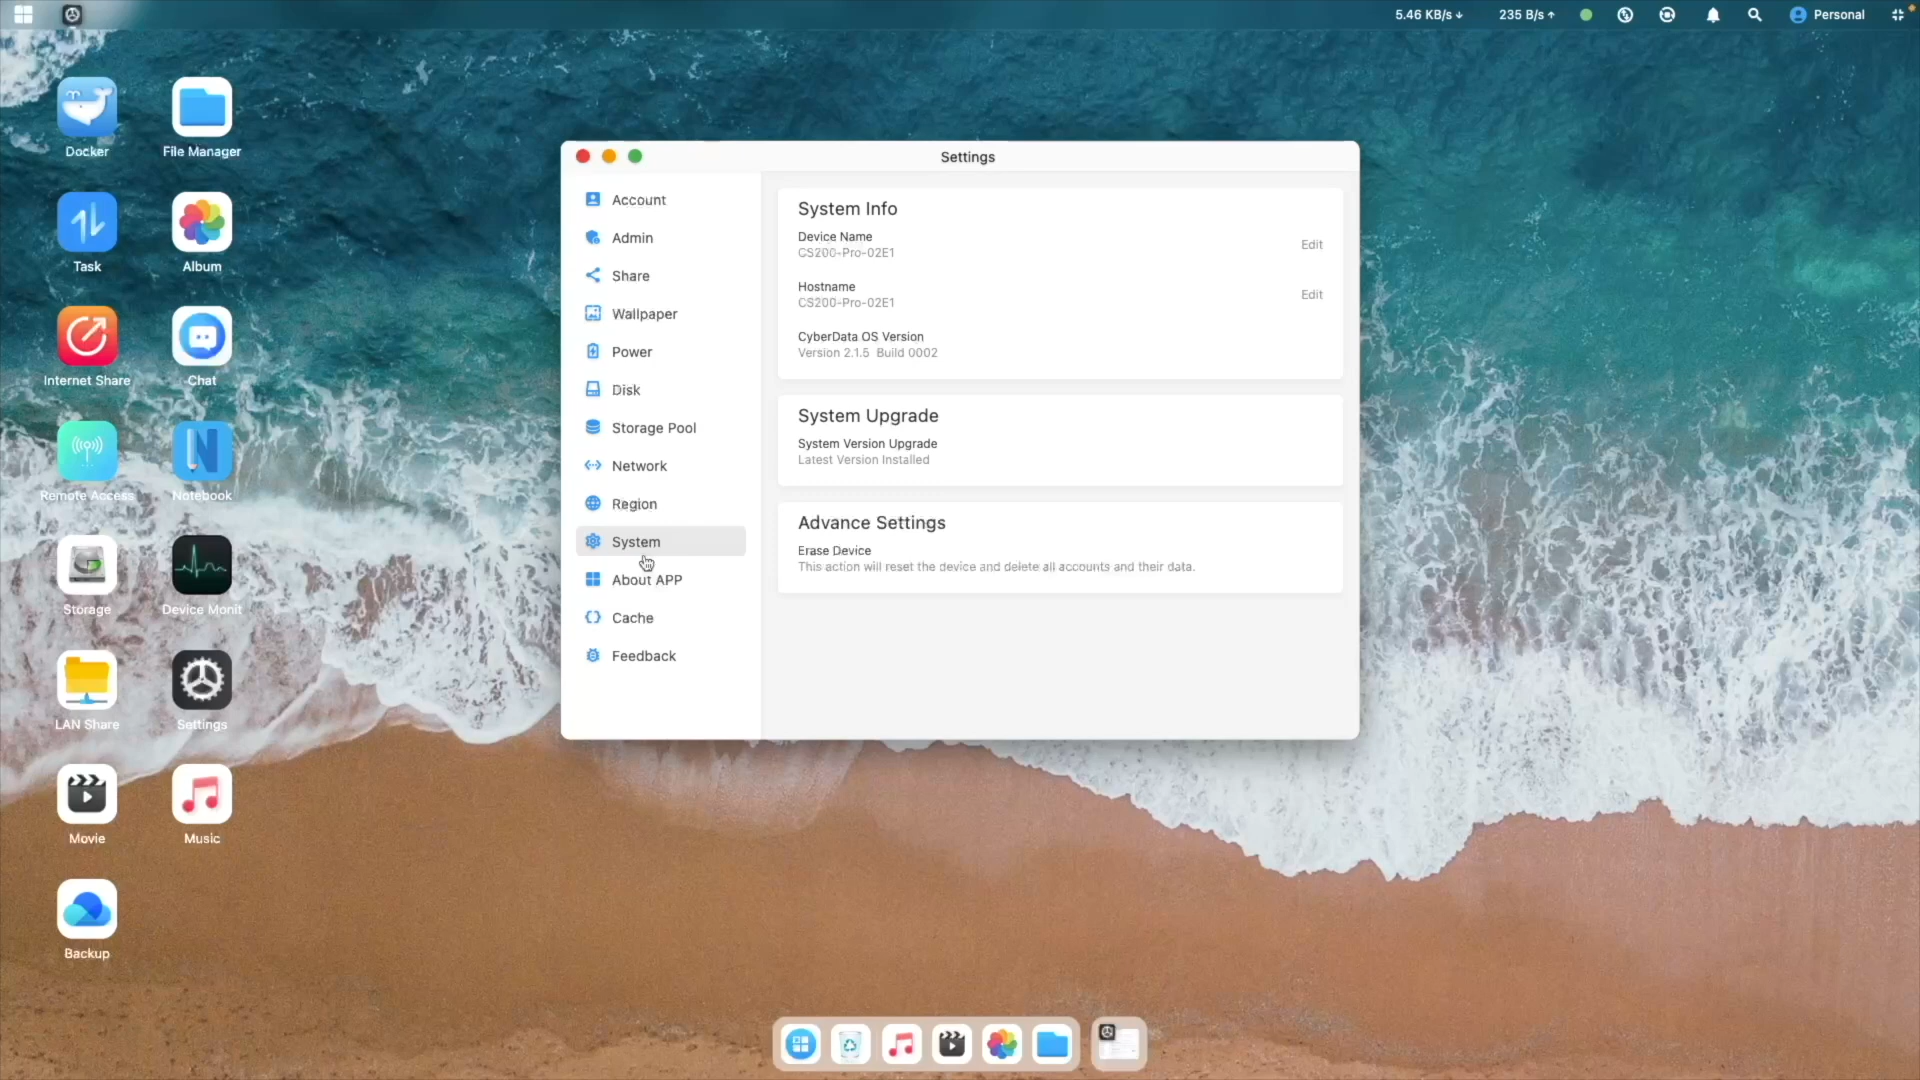 5.46 KB/s↓ 235 B/s↑ Personal
Docker File Manager
Task Album
Internet Share Chat
Remote Access Notebook
Storage Device Monit
LAN Share Settings
Movie Music
Backup
Settings
Account
Admin
Share
Wallpaper
Power
Disk
Storage Pool
Network
Region
System
About APP
Cache
Feedback
System Info
Device Name
CS200-Pro-02E1
Edit
Hostname
CS200-Pro-02E1
Edit
CyberData OS Version
Version 2.1.5 Build 0002
System Upgrade
System Version Upgrade
Latest Version Installed
Advance Settings
Erase Device
This action will reset the device and delete all accounts and their data.